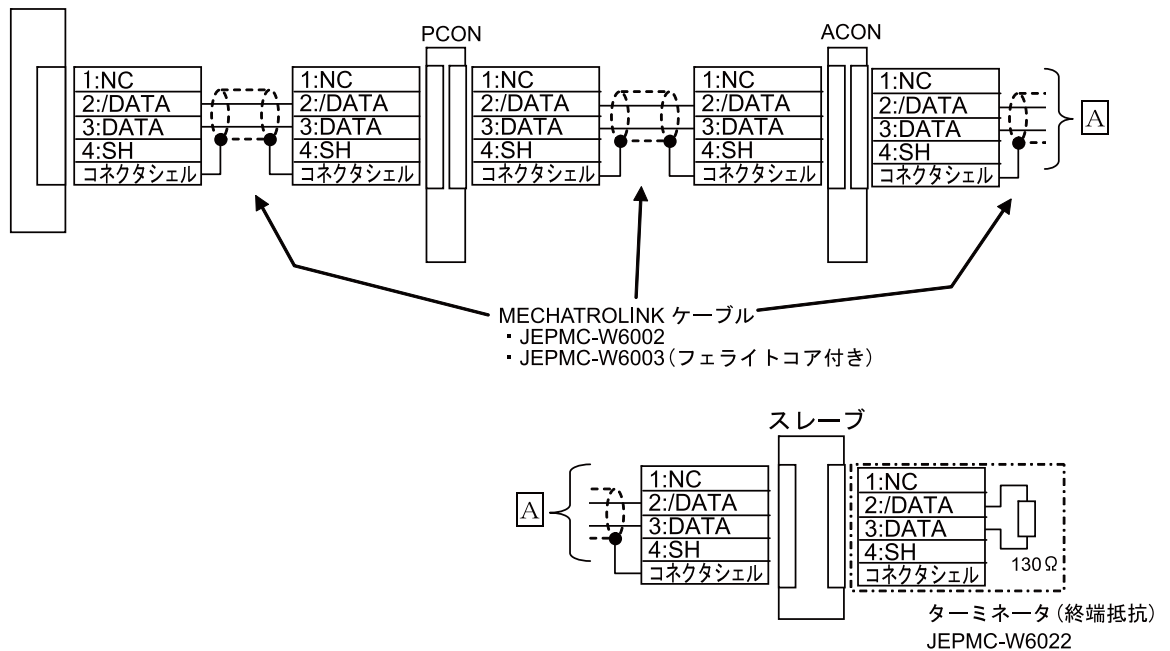 PCON
ACON
1:NC
2:/DATA
3:DATA
4:SH
コネクタシェル
1:NC
2:/DATA
3:DATA
4:SH
コネクタシェル
1:NC
2:/DATA
3:DATA
4:SH
コネクタシェル
1:NC
2:/DATA
3:DATA
4:SH
コネクタシェル
1:NC
2:/DATA
3:DATA
4:SH
コネクタシェル
A
MECHATROLINK ケーブル
・JEPMC-W6002
・JEPMC-W6003(フェライトコア付き)
スレーブ
A
1:NC
2:/DATA
3:DATA
4:SH
コネクタシェル
1:NC
2:/DATA
3:DATA
4:SH
コネクタシェル
130Ω
ターミネータ(終端抵抗)
JEPMC-W6022